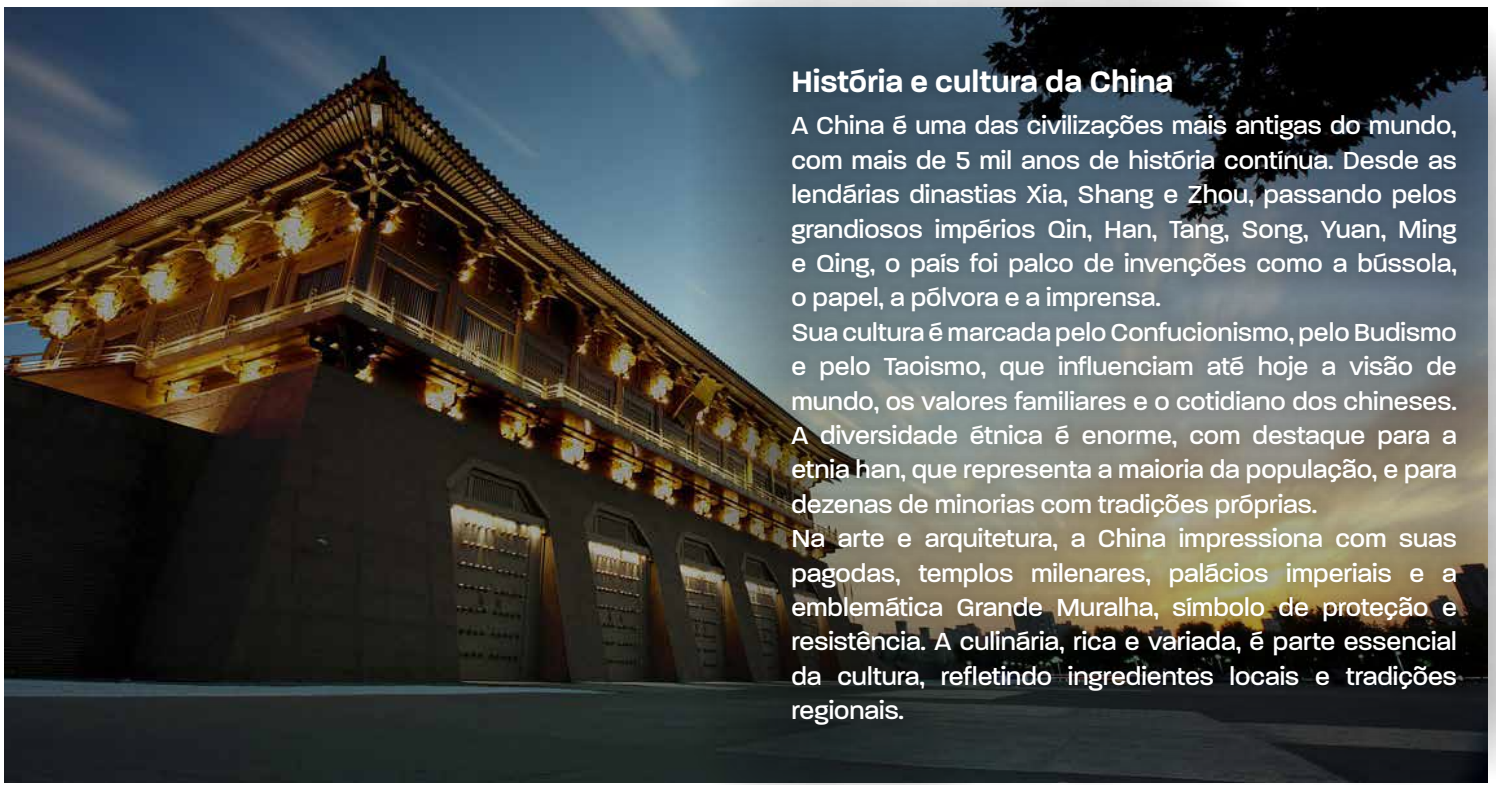 História e cultura da China
A China é uma das civilizações mais antigas do mundo,
com mais de 5 mil anos de história contínua. Desde as
lendárias dinastias Xia, Shang e Zhou, passando pelos
grandiosos impérios Qin, Han, Tang, Song, Yuan, Ming
e Qing, o país foi palco de invenções como a bússola,
o papel, a pólvora e a imprensa.
Sua cultura é marcada pelo Confucionismo, pelo Budismo
e pelo Taoismo, que influenciam até hoje a visão de
mundo, os valores familiares e o cotidiano dos chineses.
A diversidade étnica é enorme, com destaque para a
etnia han, que representa a maioria da população, e para
dezenas de minorias com tradições próprias.
Na arte e arquitetura, a China impressiona com suas
pagodas, templos milenares, palácios imperiais e a
emblemática Grande Muralha, símbolo de proteção e
resistência. A culinária, rica e variada, é parte essencial
da cultura, refletindo ingredientes locais e tradições
regionais.